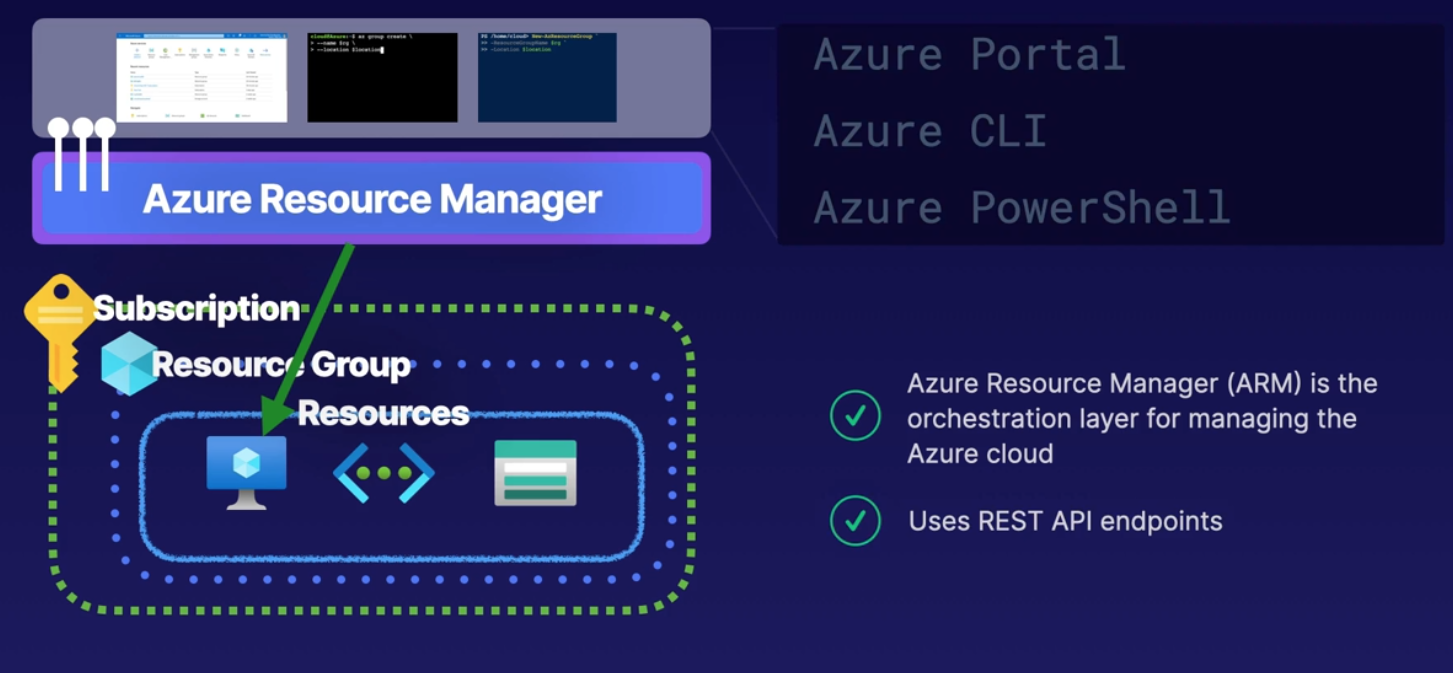 cloud@Azure:~$ az group create \
> --name $rg \
> --location $location
PS /home/cloud> New-AzResourceGroup `
>> -ResourceGroupName $rg `
>> -Location $location
Azure Portal
Azure CLI
Azure PowerShell
Azure Resource Manager
Subscription
Resource Group
Resources
Azure Resource Manager (ARM) is the
orchestration layer for managing the
Azure cloud
Uses REST API endpoints